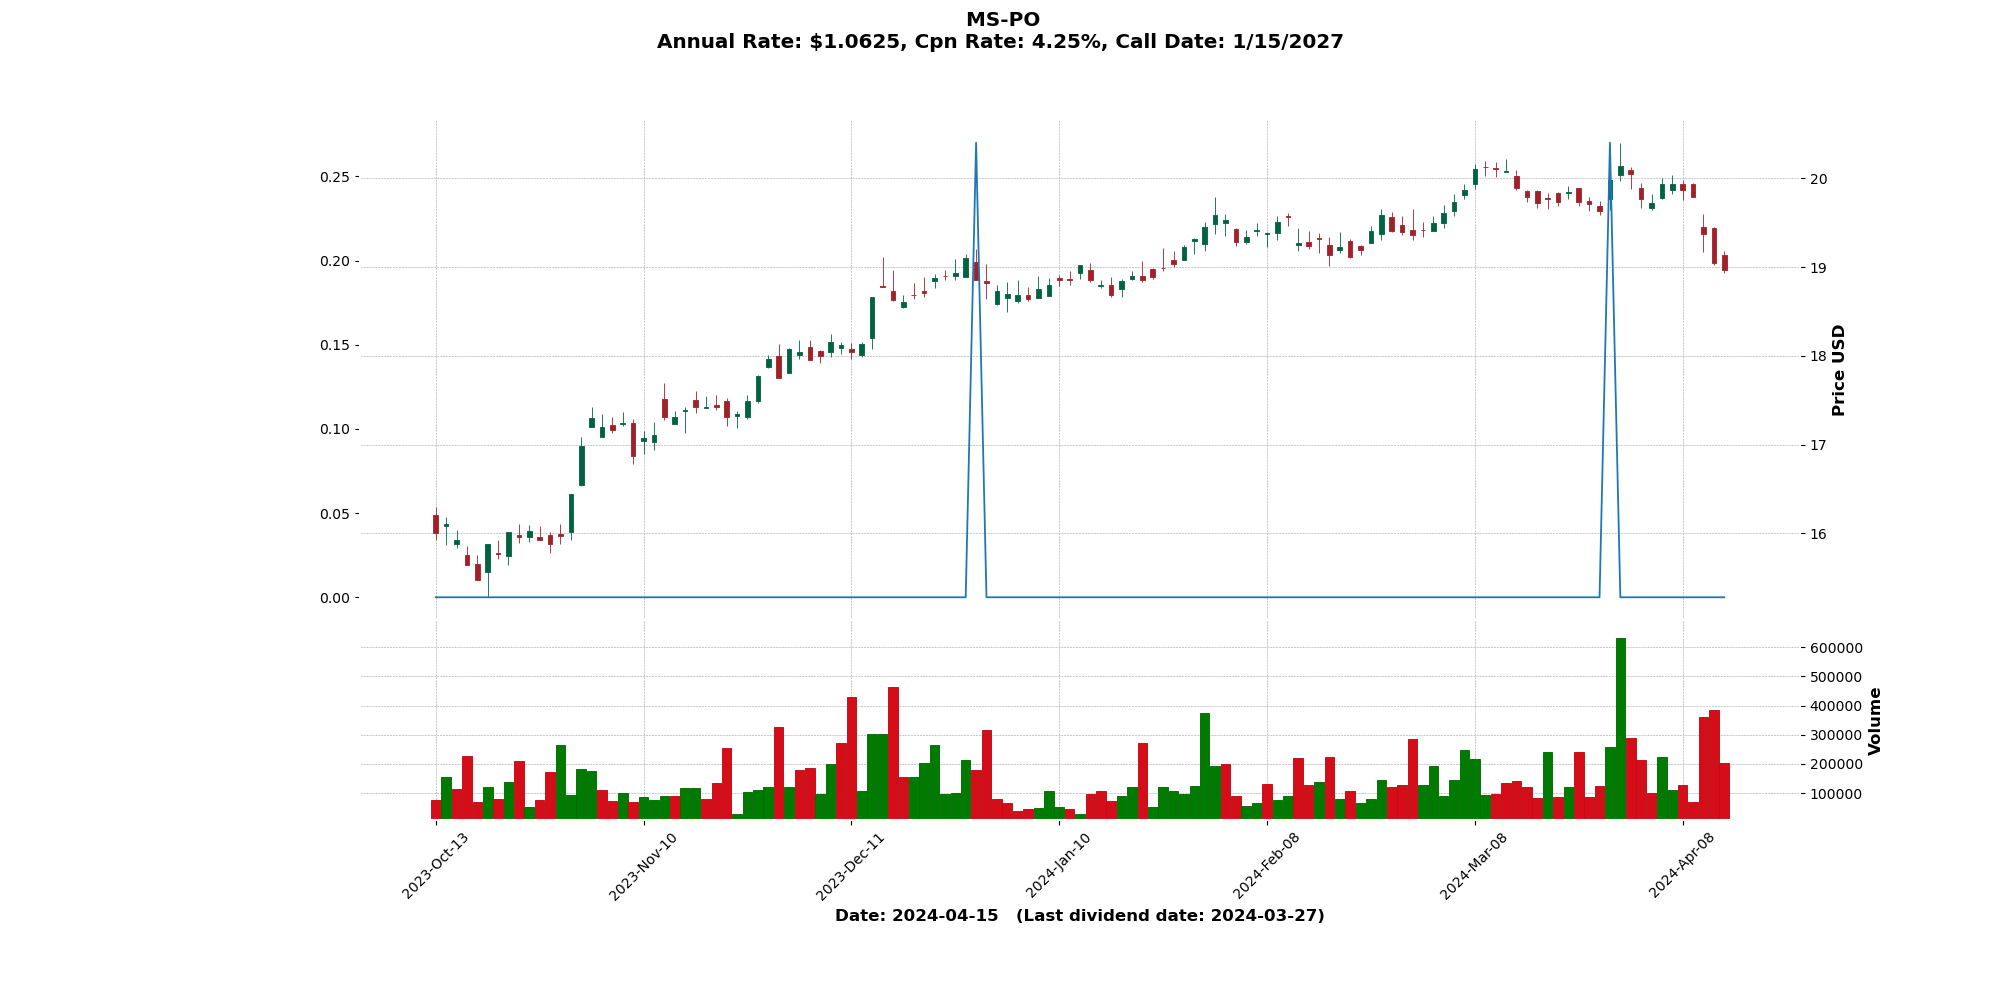 MS-PO
Annual Rate: $1.0625, Cpn Rate: 4.25%, Call Date: 1/15/2027
0.25
0.20
0.15
0.10
0.05
0.00
20
19
18
17
16
Price USD
600000
500000
400000
300000
200000
100000
Volume
2023-Oct-13
2023-Nov-10
2023-Dec-11
2024-Jan-10
2024-Feb-08
2024-Mar-08
2024-Apr-08
Date: 2024-04-15 (Last dividend date: 2024-03-27)